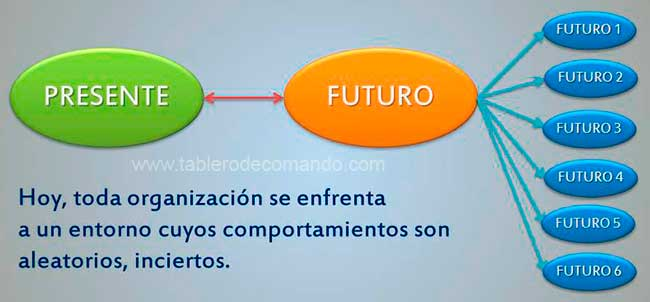 PRESENTE
FUTURO
FUTURO 1
FUTURO 2
FUTURO 3
FUTURO 4
FUTURO 5
FUTURO 6
www.tablerodecomando.com
Hoy, toda organización se enfrenta
a un entorno cuyos comportamientos son
aleatorios, inciertos.